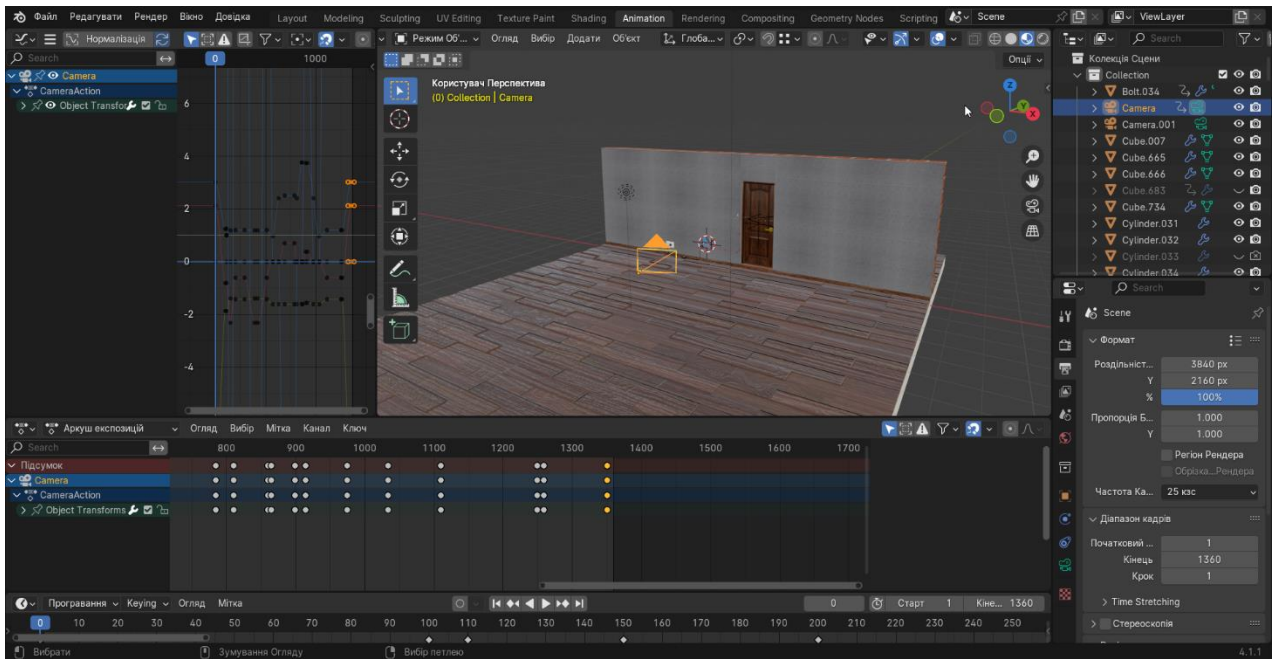 Файл Редагувати Рендер Вікно Довідка Layout Modeling Sculpting UV Editing Texture Paint Shading Animation Rendering Compositing Geometry Nodes Scripting Scene ViewLayer
Нормалізація Режим Об'... Огляд Вибір Додати Об'єкт Глоба... Search
Search 0 1000 Опції
Camera
CameraAction
Object Transfor
6
4
2
0
-2
-4
Користувач Перспектива
(0) Collection | Camera
Z
Y
X
Колекція Сцени
Collection
Bolt.034
Camera
Camera.001
Cube.007
Cube.665
Cube.666
Cube.683
Cube.734
Cylinder.031
Cylinder.032
Cylinder.033
Cylinder.034
Search
Scene
Формат
Роздільніст... 3840 px
Y 2160 px
% 100%
Пропорція Б... 1.000
Y 1.000
Регіон Рендера
Обрізка...Рендера
Частота Ка... 25 кзс
Діапазон кадрів
Початковий ... 1
Кінець 1360
Крок 1
Time Stretching
Стереоскопія
Аркуш експозицій Огляд Вибір Мітка Канал Ключ
Search 800 900 1000 1100 1200 1300 1400 1500 1600 1700
Підсумок
Camera
CameraAction
Object Transforms
Програвання Keying Огляд Мітка 0 Старт 1 Кіне... 1360
0 10 20 30 40 50 60 70 80 90 100 110 120 130 140 150 160 170 180 190 200 210 220 230 240 250
Вибрати Зумування Огляду Вибір петлею 4.1.1